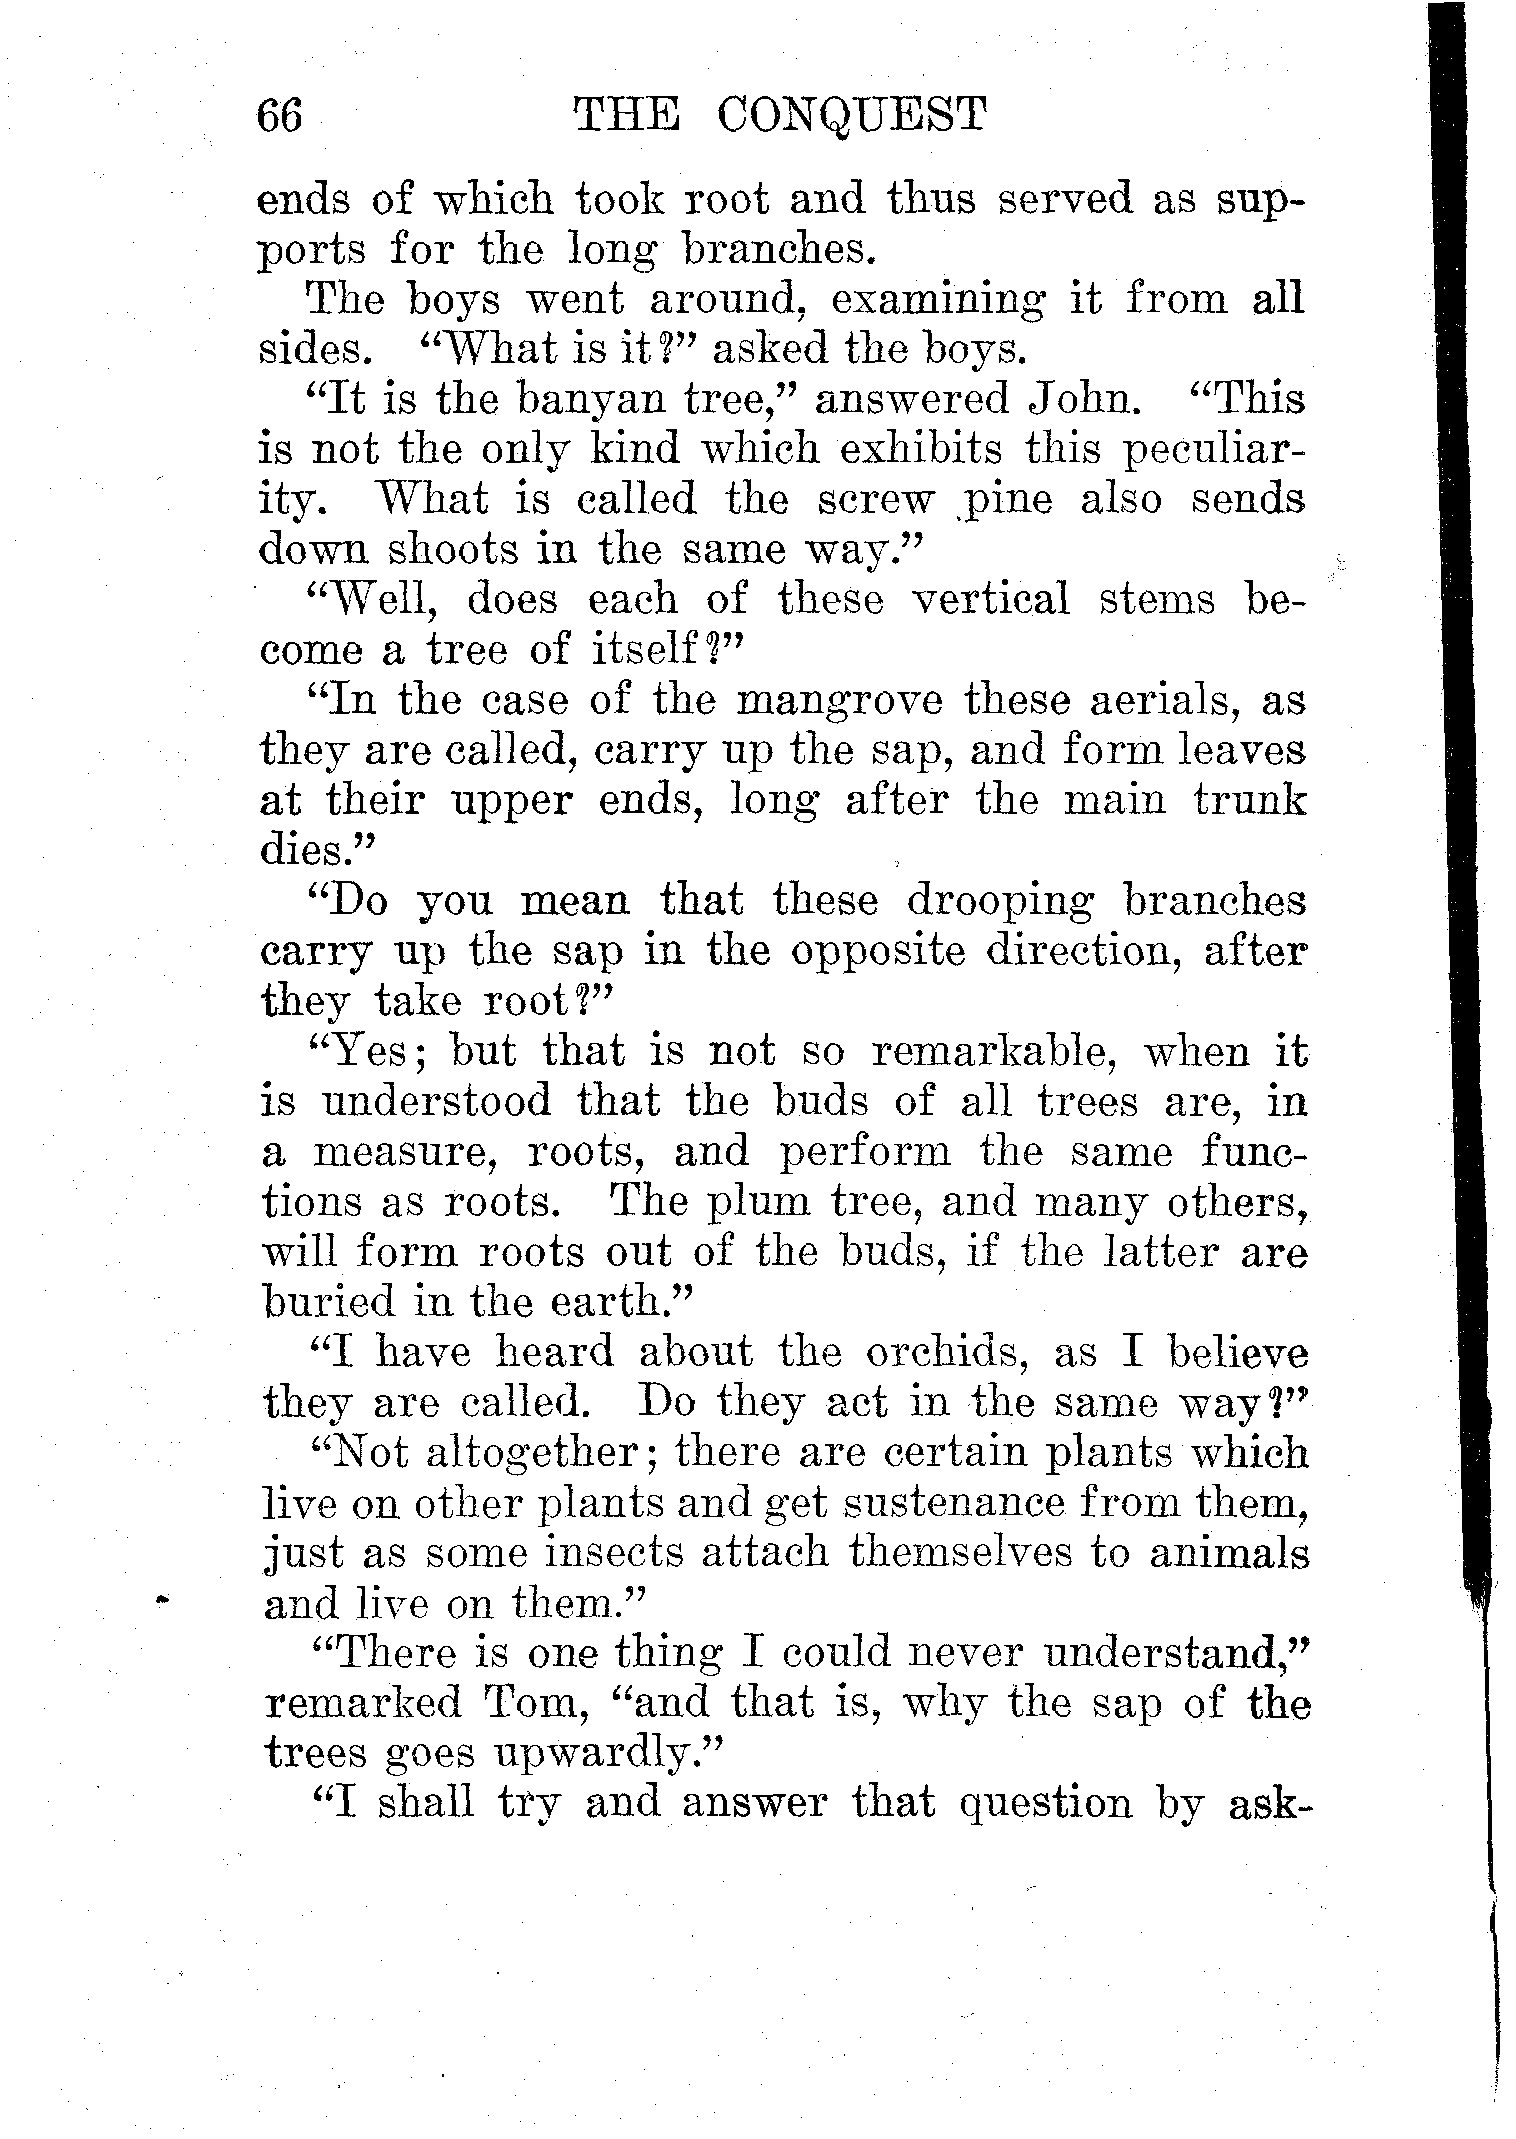 66 THE CONQUEST
ends of which took root and thus served as sup-
ports for the long branches.
The boys went around, examining it from all
sides. “What is it?” asked the boys.
“It is the banyan tree,” answered John. “This
is not the only kind which exhibits this peculiar-
ity. What is called the screw pine also sends
down shoots in the same way.”
“Well, does each of these vertical stems be-
come a tree of itself?”
“In the case of the mangrove these aerials, as
they are called, carry up the sap, and form leaves
at their upper ends, long after the main trunk
dies.”
“Do you mean that these drooping branches
carry up the sap in the opposite direction, after
they take root?”
“Yes; but that is not so remarkable, when it
is understood that the buds of all trees are, in
a measure, roots, and perform the same func-
tions as roots. The plum tree, and many others,
will form roots out of the buds, if the latter are
buried in the earth.”
“I have heard about the orchids, as I believe
they are called. Do they act in the same way?”
“Not altogether; there are certain plants which
live on other plants and get sustenance from them,
just as some insects attach themselves to animals
and live on them.”
“There is one thing I could never understand,”
remarked Tom, “and that is, why the sap of the
trees goes upwardly.”
“I shall try and answer that question by ask-